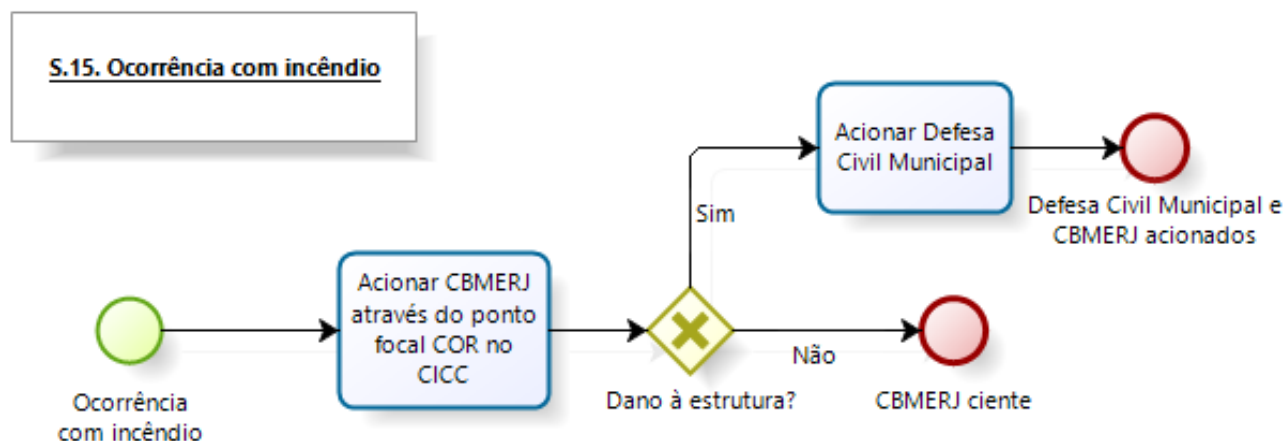 S.15. Ocorrência com incêndio
Acionar Defesa
Civil Municipal
Defesa Civil Municipal e
CBMERJ acionados
Sim
Acionar CBMERJ
através do ponto
focal COR no
CICC
Não
Ocorrência
com incêndio
Dano à estrutura?
CBMERJ ciente